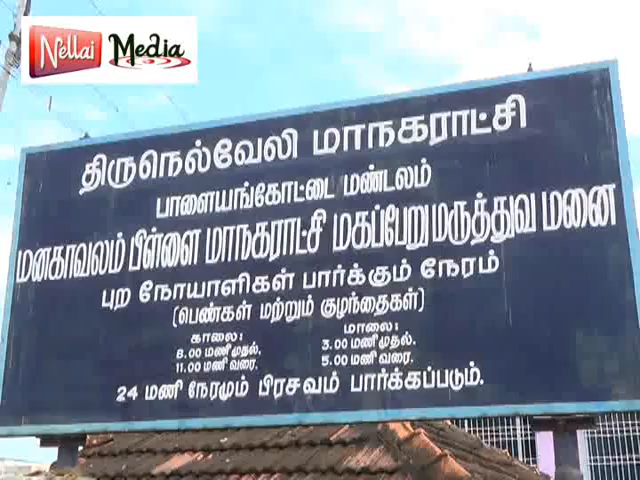 Nellai Media
திருநெல்வேலி மாநகராட்சி
பாளையங்கோட்டை மண்டலம்
மனகாவலம் பிள்ளை மாநகராட்சி மகப்பேறு மருத்துவ மனை
புற நோயாளிகள் பார்க்கும் நேரம்
(பெண்கள் மற்றும் குழந்தைகள்)
காலை: மாலை:
8.00 மணி முதல், 3.00 மணி முதல்,
11.00 மணி வரை. 5.00 மணி வரை.
24 மணி நேரமும் பிரசவம் பார்க்கப்படும்.